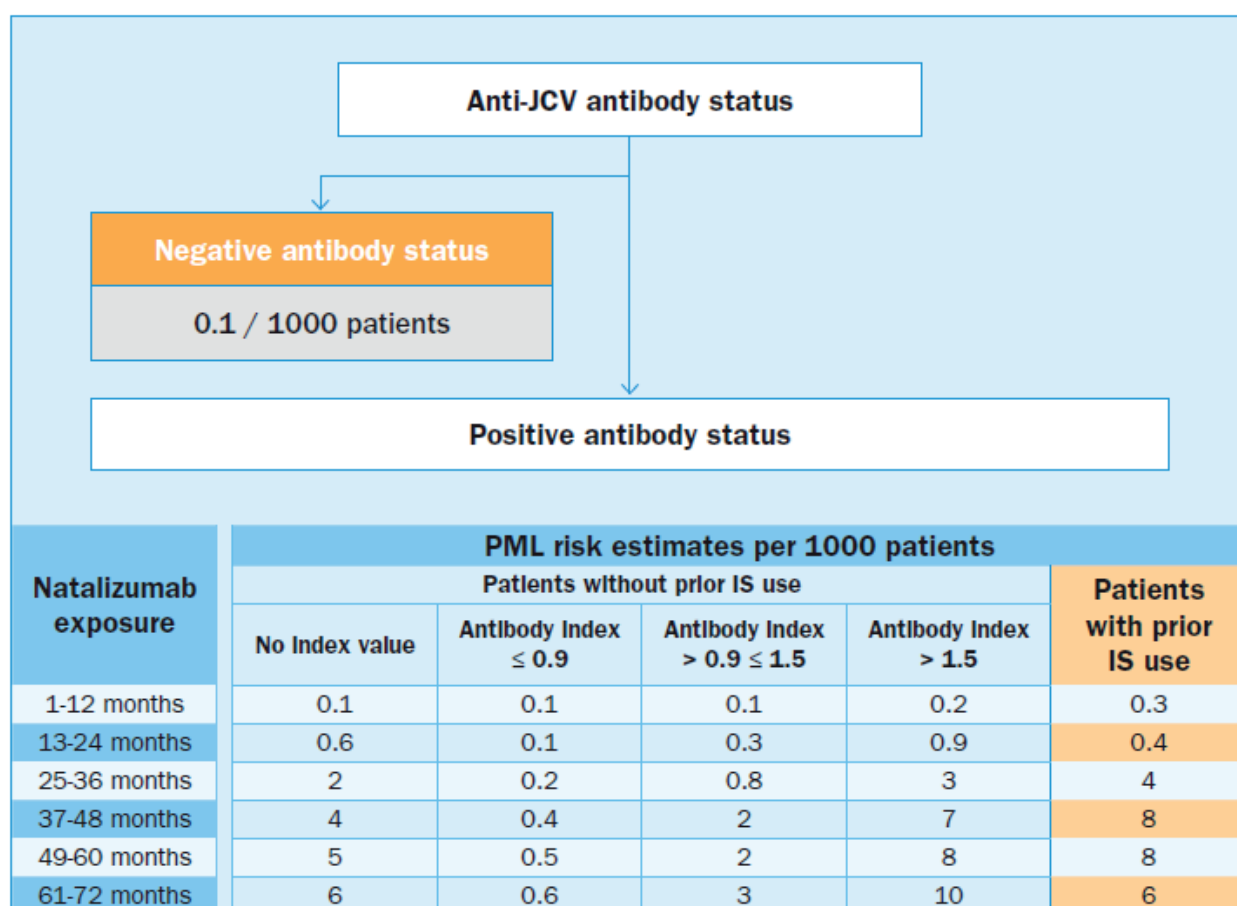 Anti-JCV antibody status
Negative antibody status
0.1 / 1000 patients
Positive antibody status
Natalizumab exposure
PML risk estimates per 1000 patients
Patients without prior IS use
Patients with prior IS use
No Index value
Antibody Index ≤ 0.9
Antibody Index > 0.9 ≤ 1.5
Antibody Index > 1.5
1-12 months 0.1 0.1 0.1 0.2 0.3
13-24 months 0.6 0.1 0.3 0.9 0.4
25-36 months 2 0.2 0.8 3 4
37-48 months 4 0.4 2 7 8
49-60 months 5 0.5 2 8 8
61-72 months 6 0.6 3 10 6